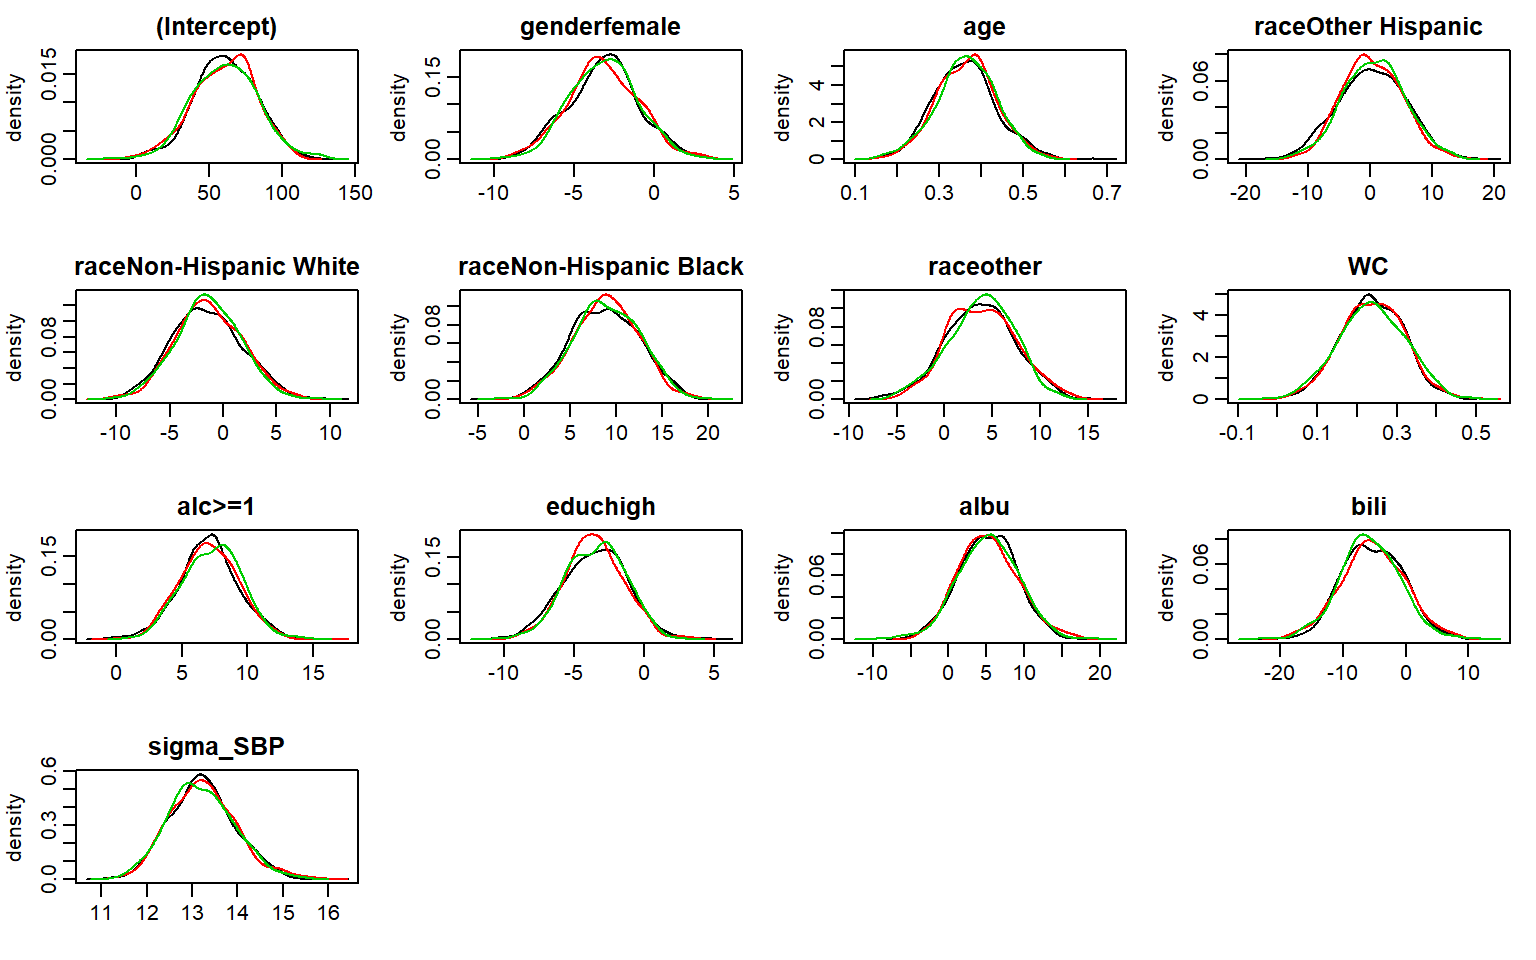 (Intercept) genderfemale age raceOther Hispanic
density 0.000 0.015 density 0.00 0.15 density 0 2 4 density 0.00 0.06
0 50 100 150 -10 -5 0 5 0.1 0.3 0.5 0.7 -20 -10 0 10 20
raceNon-Hispanic White raceNon-Hispanic Black raceother WC
density 0.00 0.08 density 0.00 0.08 density 0.00 0.08 density 0 2 4
-10 -5 0 5 10 -5 0 5 10 15 20 -10 -5 0 5 10 15 -0.1 0.1 0.3 0.5
alc>=1 educhigh albu bili
density 0.00 0.15 density 0.00 0.15 density 0.00 0.06 density 0.00 0.06
0 5 10 15 -10 -5 0 5 -10 0 5 10 20 -20 -10 0 10
sigma_SBP
density 0.0 0.3 0.6
11 12 13 14 15 16